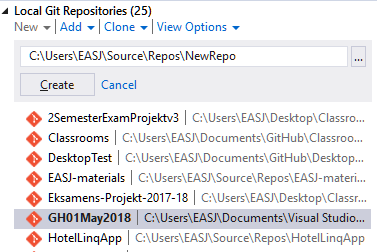 Local Git Repositories (25)
New Add Clone View Options
C:\Users\EASJ\Source\Repos\NewRepo ...
Create Cancel
2SemesterExamProjektv3 | C:\Users\EASJ\Desktop\Classro...
Classrooms | C:\Users\EASJ\Documents\GitHub\Classroo...
DesktopTest | C:\Users\EASJ\Documents\GitHub\Deskto...
EASJ-materials | C:\Users\EASJ\Source\Repos\EASJ-materi...
Eksamens-Projekt-2017-18 | C:\Users\EASJ\Desktop\Classr...
GH01May2018 | C:\Users\EASJ\Documents\Visual Studio...
HotelLinqApp | C:\Users\EASJ\Source\Repos\HotelLinqApp